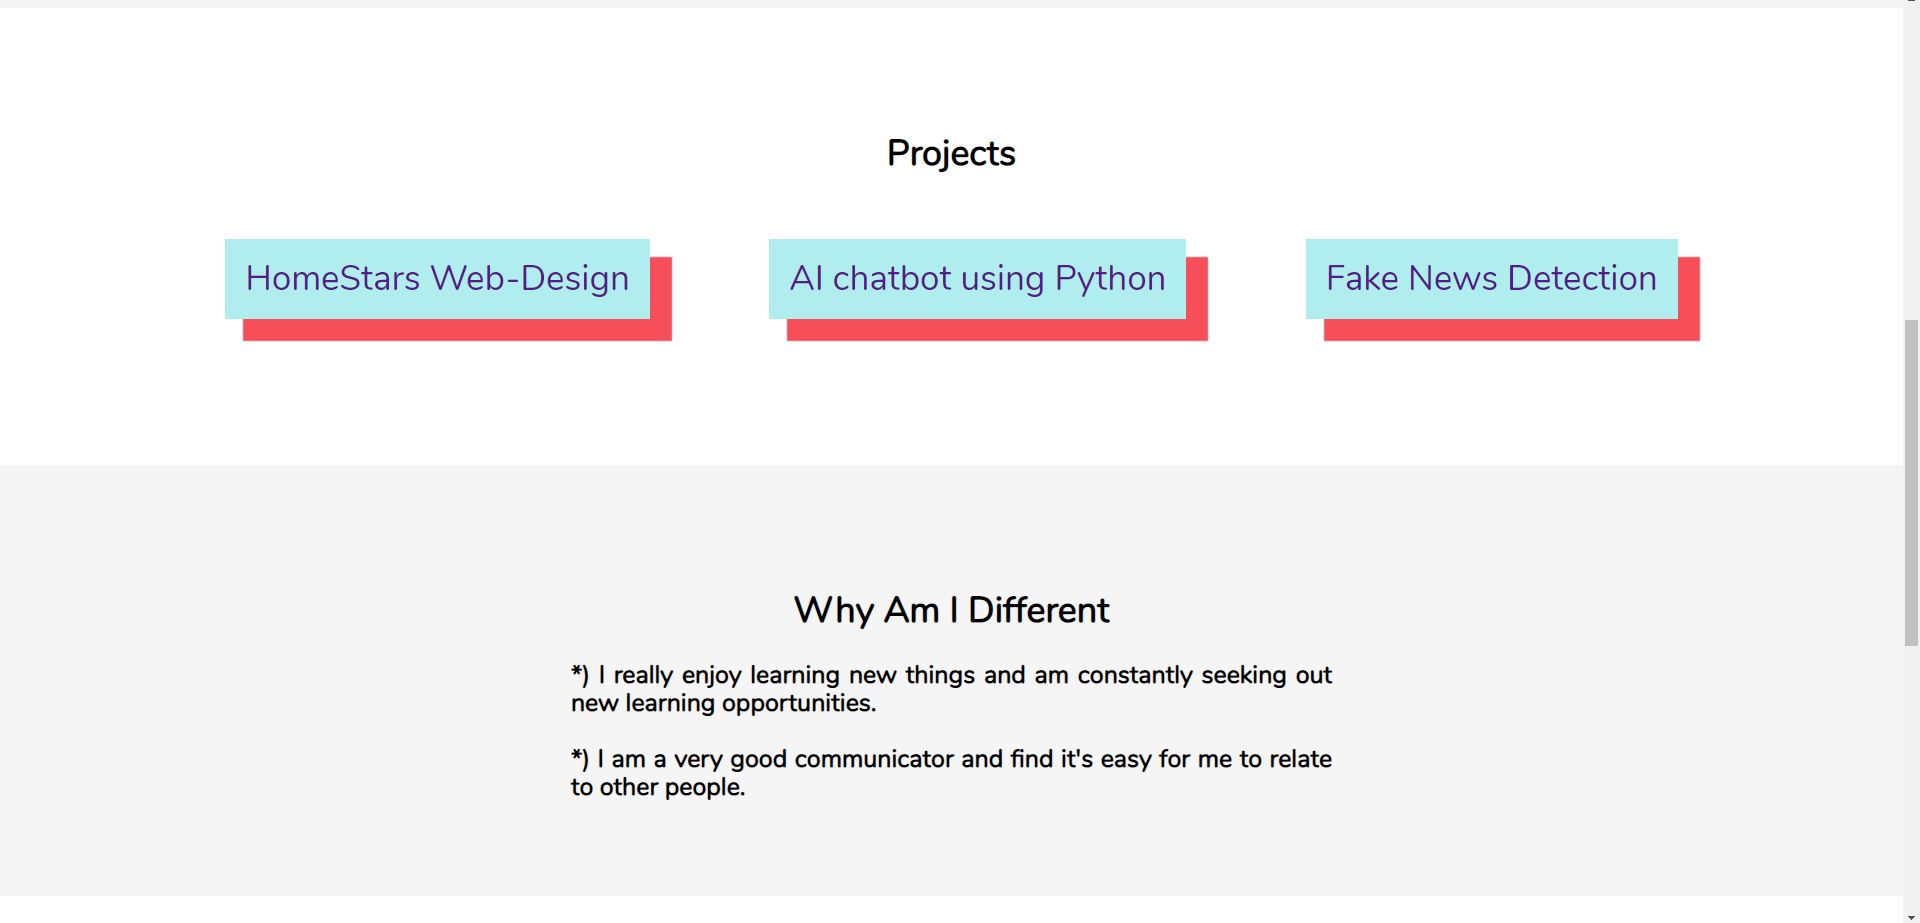 Projects
HomeStars Web-Design
AI chatbot using Python
Fake News Detection
Why Am I Different
*) I really enjoy learning new things and am constantly seeking out
new learning opportunities.
*) I am a very good communicator and find it's easy for me to relate
to other people.